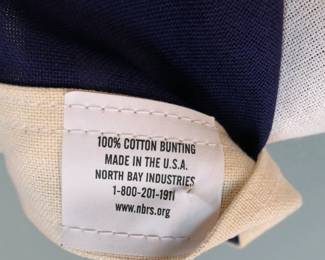 100% COTTON BUNTING
MADE IN THE U.S.A.
NORTH BAY INDUSTRIES
1-800-201-1911
www.nbrs.org